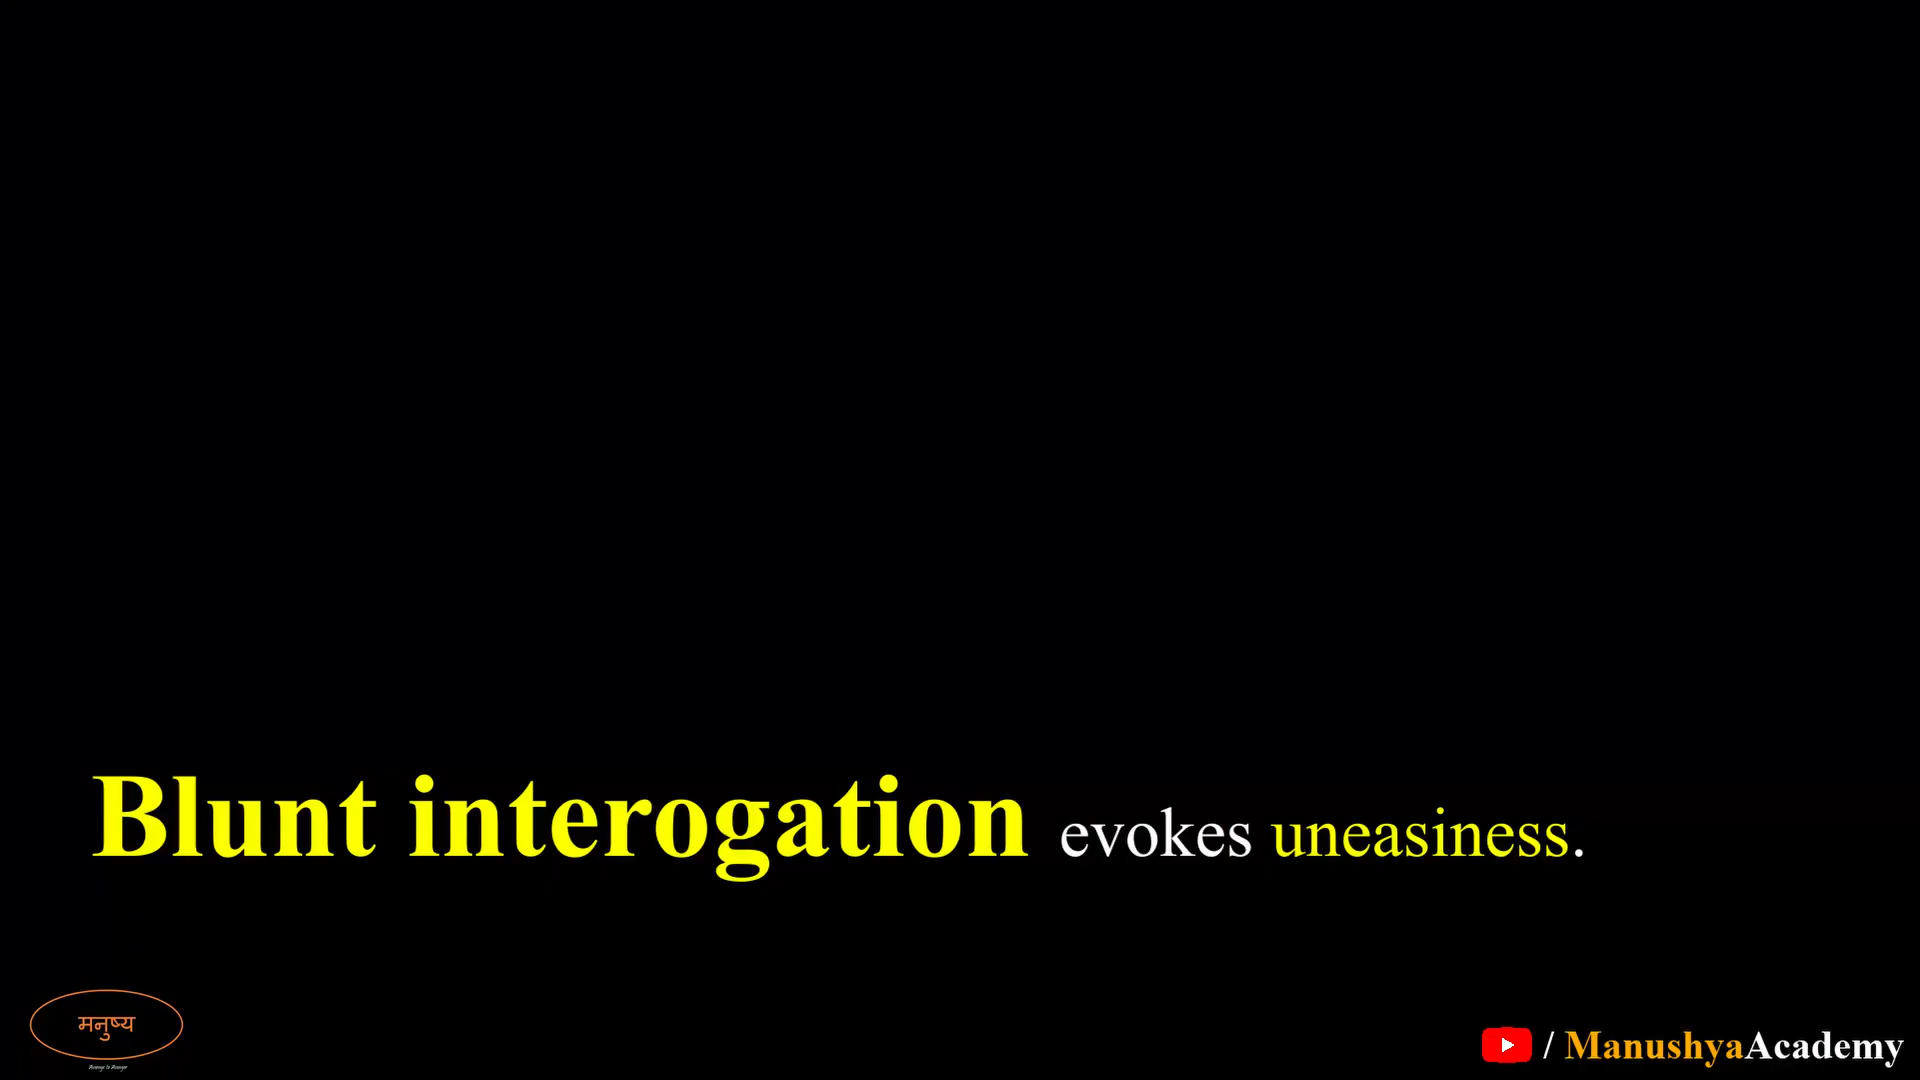 Blunt interogation evokes uneasiness.
मनुष्य
/ ManushyaAcademy